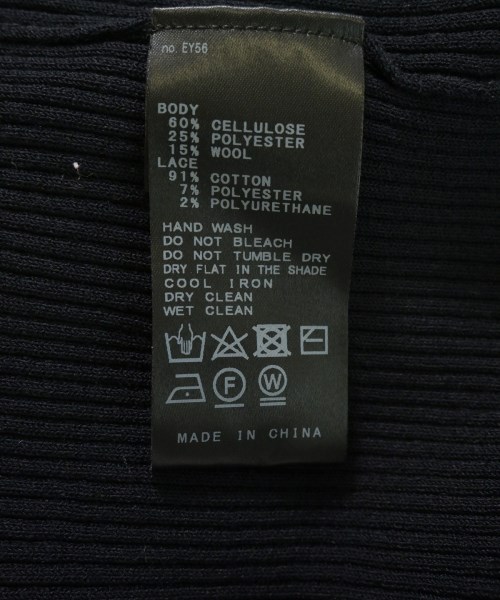 no. EY56
BODY
60% CELLULOSE
25% POLYESTER
15% WOOL
LACE
91% COTTON
7% POLYESTER
2% POLYURETHANE
HAND WASH
DO NOT BLEACH
DO NOT TUMBLE DRY
DRY FLAT IN THE SHADE
COOL IRON
DRY CLEAN
WET CLEAN
F W
MADE IN CHINA